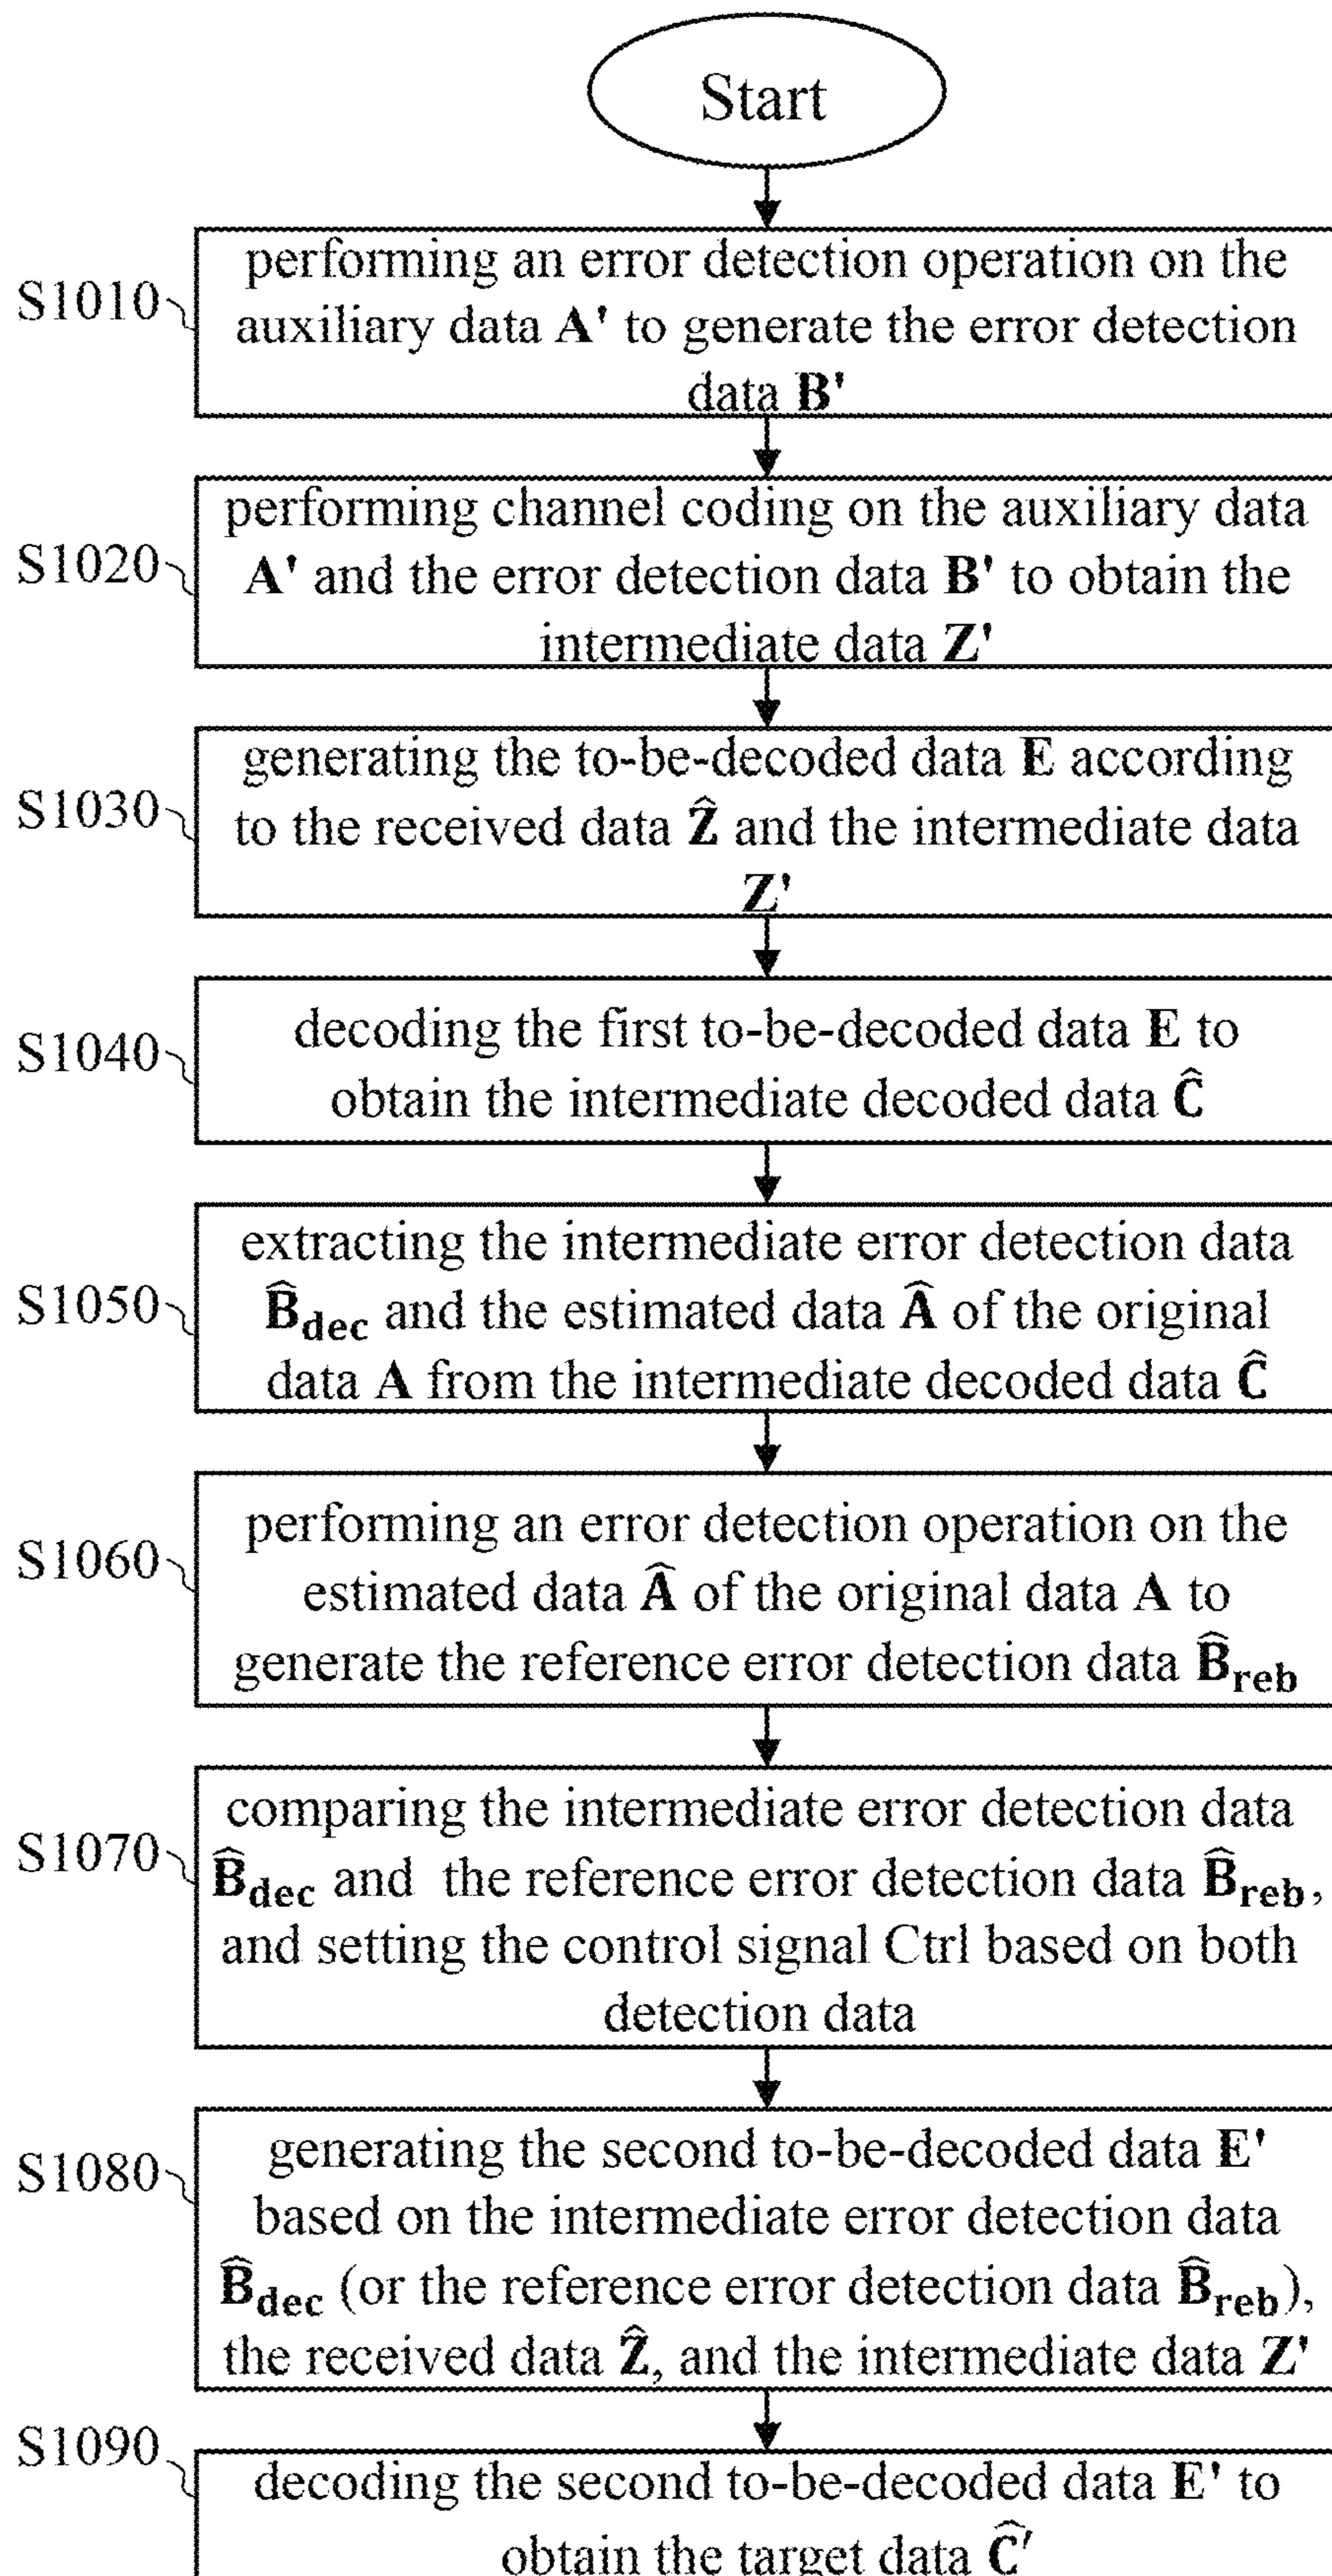 Start
S1010
performing an error detection operation on the
auxiliary data A' to generate the error detection
data B'
S1020
performing channel coding on the auxiliary data
A' and the error detection data B' to obtain the
intermediate data Z'
S1030
generating the to-be-decoded data E according
to the received data Ẑ and the intermediate data
Z'
S1040
decoding the first to-be-decoded data E to
obtain the intermediate decoded data Ĉ
S1050
extracting the intermediate error detection data
B̂dec and the estimated data Â of the original
data A from the intermediate decoded data Ĉ
S1060
performing an error detection operation on the
estimated data Â of the original data A to
generate the reference error detection data B̂reb
S1070
comparing the intermediate error detection data
B̂dec and the reference error detection data B̂reb,
and setting the control signal Ctrl based on both
detection data
S1080
generating the second to-be-decoded data E'
based on the intermediate error detection data
B̂dec (or the reference error detection data B̂reb),
the received data Ẑ, and the intermediate data Z'
S1090
decoding the second to-be-decoded data E' to
obtain the target data Ĉ'